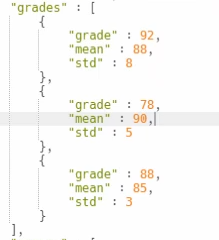 "grades" : [
{
"grade" : 92,
"mean" : 88,
"std" : 8
},
{
"grade" : 78,
"mean" : 90,
"std" : 5
},
{
"grade" : 88,
"mean" : 85,
"std" : 3
}
],